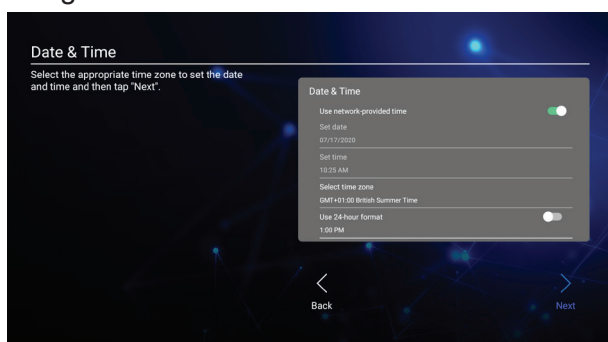 Date & Time
Select the appropriate time zone to set the date
and time and then tap "Next".
Date & Time
Use network-provided time
Set date
07/17/2020
Set time
10:25 AM
Select time zone
GMT+01:00 British Summer Time
Use 24-hour format
1:00 PM
Back
Next